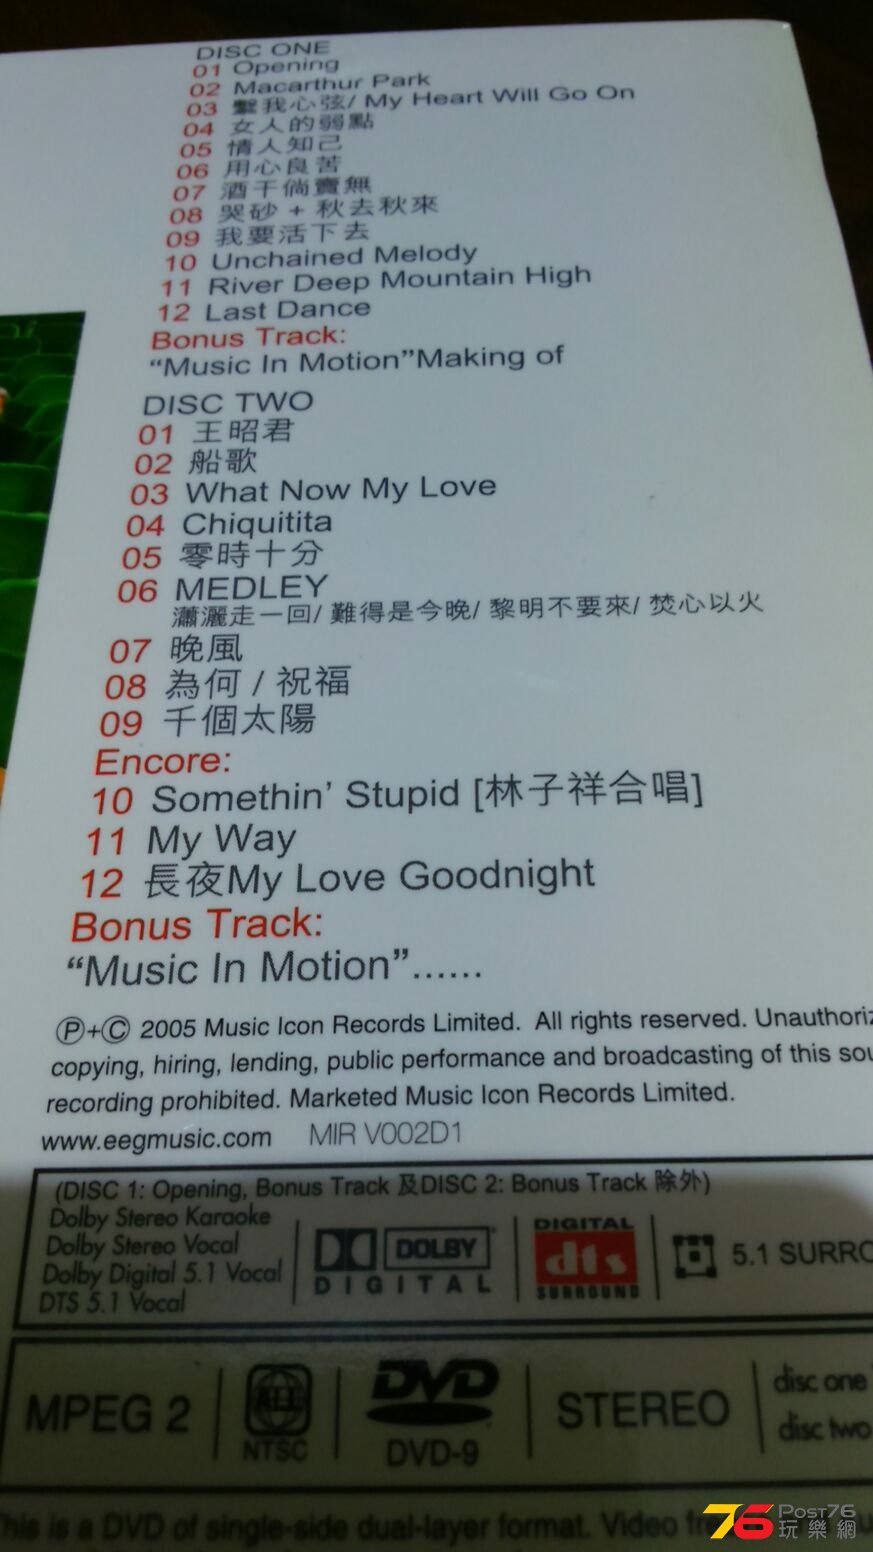 DISC ONE
01 Opening
02 Macarthur Park
03 繫我心弦/ My Heart Will Go On
04 女人的弱點
05 情人知己
06 用心良苦
07 酒干倘賣無
08 哭砂 + 秋去秋來
09 我要活下去
10 Unchained Melody
11 River Deep Mountain High
12 Last Dance
Bonus Track:
“Music In Motion”Making of
DISC TWO
01 王昭君
02 船歌
03 What Now My Love
04 Chiquitita
05 零時十分
06 MEDLEY
瀟灑走一回/ 難得是今晚/ 黎明不要來/ 焚心以火
07 晚風
08 為何 / 祝福
09 千個太陽
Encore:
10 Somethin’ Stupid [林子祥合唱]
11 My Way
12 長夜My Love Goodnight
Bonus Track:
“Music In Motion”......
Ⓟ+Ⓒ 2005 Music Icon Records Limited. All rights reserved. Unauthoriz
copying, hiring, lending, public performance and broadcasting of this sou
recording prohibited. Marketed Music Icon Records Limited.
www.eegmusic.com MIR V002D1
(DISC 1: Opening, Bonus Track 及DISC 2: Bonus Track 除外)
Dolby Stereo Karaoke
Dolby Stereo Vocal
Dolby Digital 5.1 Vocal
DTS 5.1 Vocal
DOLBY
DIGITAL
DIGITAL
dts
SURROUND
5.1 SURRO
MPEG 2
ALL
NTSC
DVD
DVD-9
STEREO
disc one
disc two
This is a DVD of single-side dual-layer format. Video
76 Post76
玩樂網